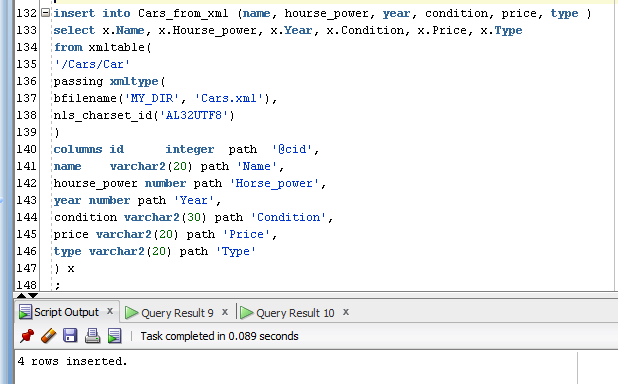 132 insert into Cars_from_xml (name, hourse_power, year, condition, price, type )
133 select x.Name, x.Hourse_power, x.Year, x.Condition, x.Price, x.Type
134 from xmltable(
135 '/Cars/Car'
136 passing xmltype(
137 bfilename('MY_DIR', 'Cars.xml'),
138 nls_charset_id('AL32UTF8')
139 )
140 columns id      integer  path  '@cid',
141 name    varchar2(20) path 'Name',
142 hourse_power number path 'Horse_power',
143 year number path 'Year',
144 condition varchar2(30) path 'Condition',
145 price varchar2(20) path 'Price',
146 type varchar2(20) path 'Type'
147 ) x
148 ;
Script Output x Query Result 9 x Query Result 10 x
Task completed in 0.089 seconds
4 rows inserted.